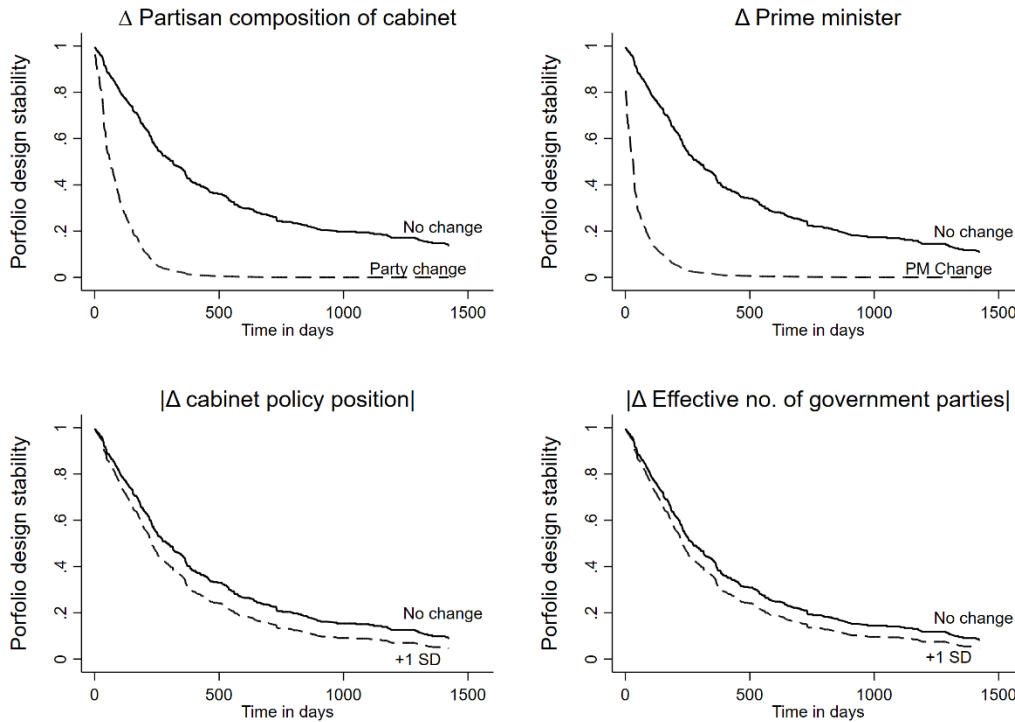 Δ Partisan composition of cabinet
Porfolio design stability
1
.8
.6
.4
.2
0
No change
Party change
0 500 1000 1500
Time in days
Δ Prime minister
Porfolio design stability
1
.8
.6
.4
.2
0
No change
PM Change
0 500 1000 1500
Time in days
|Δ cabinet policy position|
Porfolio design stability
1
.8
.6
.4
.2
0
No change
+1 SD
0 500 1000 1500
Time in days
|Δ Effective no. of government parties|
Porfolio design stability
1
.8
.6
.4
.2
0
No change
+1 SD
0 500 1000 1500
Time in days